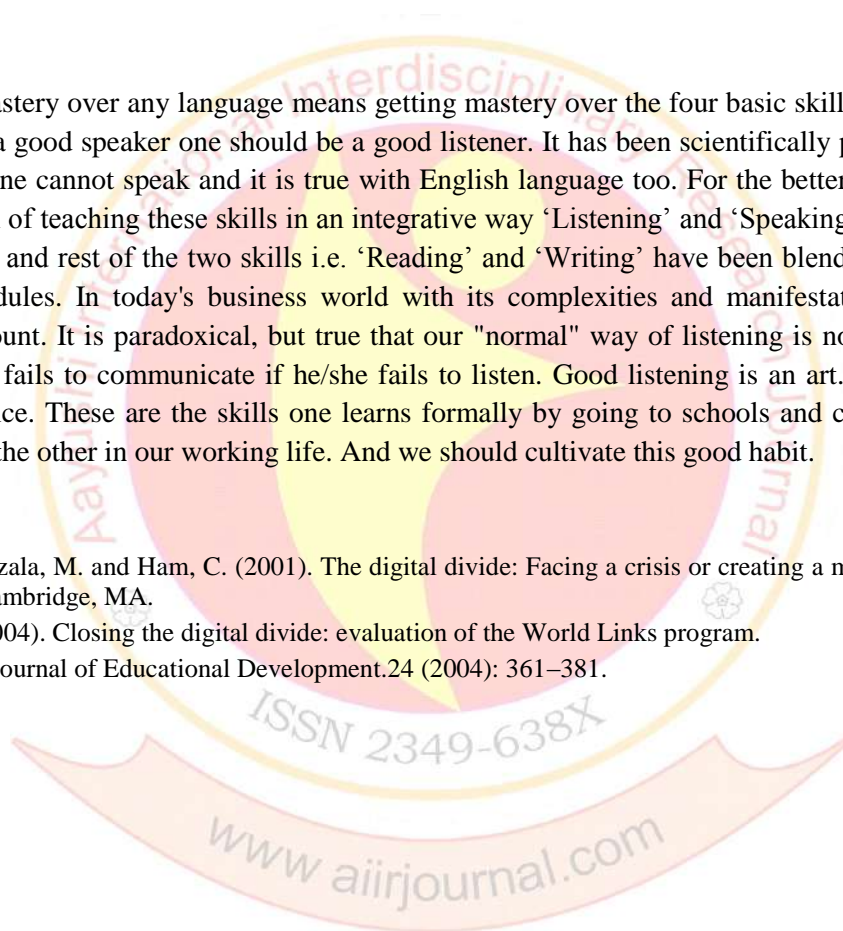 astery over any language means getting mastery over the four basic skill
a good speaker one should be a good listener. It has been scientifically p
ne cannot speak and it is true with English language too. For the better
of teaching these skills in an integrative way ‘Listening’ and ‘Speaking
and rest of the two skills i.e. ‘Reading’ and ‘Writing’ have been blend
dules. In today's business world with its complexities and manifestat
ount. It is paradoxical, but true that our "normal" way of listening is no
fails to communicate if he/she fails to listen. Good listening is an art.
ce. These are the skills one learns formally by going to schools and c
the other in our working life. And we should cultivate this good habit.
zala, M. and Ham, C. (2001). The digital divide: Facing a crisis or creating a m
ambridge, MA.
004). Closing the digital divide: evaluation of the World Links program.
ournal of Educational Development.24 (2004): 361–381.
Aayushi International Interdisciplinary Research Journal
ISSN 2349-638X
www aiirjournal.com